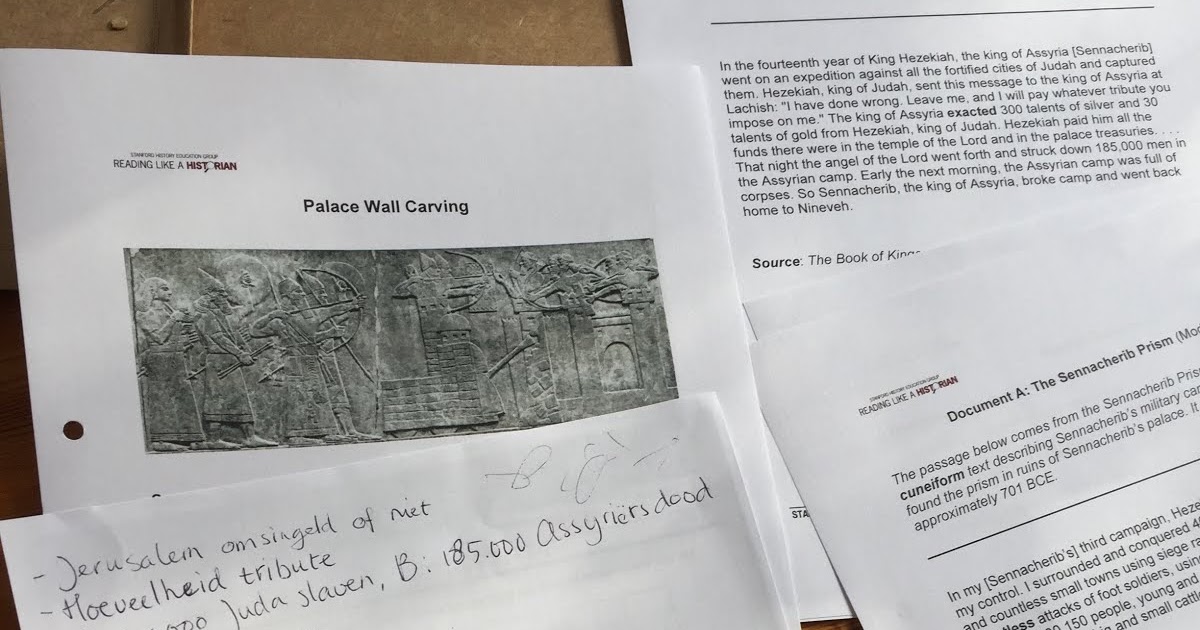 STANFORD HISTORY EDUCATION GROUP
READING LIKE A HISTORIAN
Palace Wall Carving
- Jerusalem omsingeld of niet
- Hoeveelheid tribute
000 Juda slaven, B: 185.000 Assyriërs dood
In the fourteenth year of King Hezekiah, the king of Assyria [Sennacherib]
went on an expedition against all the fortified cities of Judah and captured
them. Hezekiah, king of Judah, sent this message to the king of Assyria at
Lachish: "I have done wrong. Leave me, and I will pay whatever tribute you
impose on me." The king of Assyria exacted 300 talents of silver and 30
talents of gold from Hezekiah, king of Judah. Hezekiah paid him all the
funds there were in the temple of the Lord and in the palace treasuries. . . .
That night the angel of the Lord went forth and struck down 185,000 men in
the Assyrian camp. Early the next morning, the Assyrian camp was full of
corpses. So Sennacherib, the king of Assyria, broke camp and went back
home to Nineveh.
Source: The Book of
STA
STANFORD HISTORY EDUCATION GROUP
READING LIKE A HISTORIAN
Document A: The Sennacherib Prism (Mo
The passage below comes from the Sennacherib Pris
cuneiform text describing Sennacherib's military ca
found the prism in ruins of Sennacherib's palace. It
approximately 701 BCE.
In my [Sennacherib's] third campaign, Heze
my control. I surrounded and conquered 4
and countless small towns using siege ra
less attacks of foot soldiers, using
150 people, young and
and small cattl